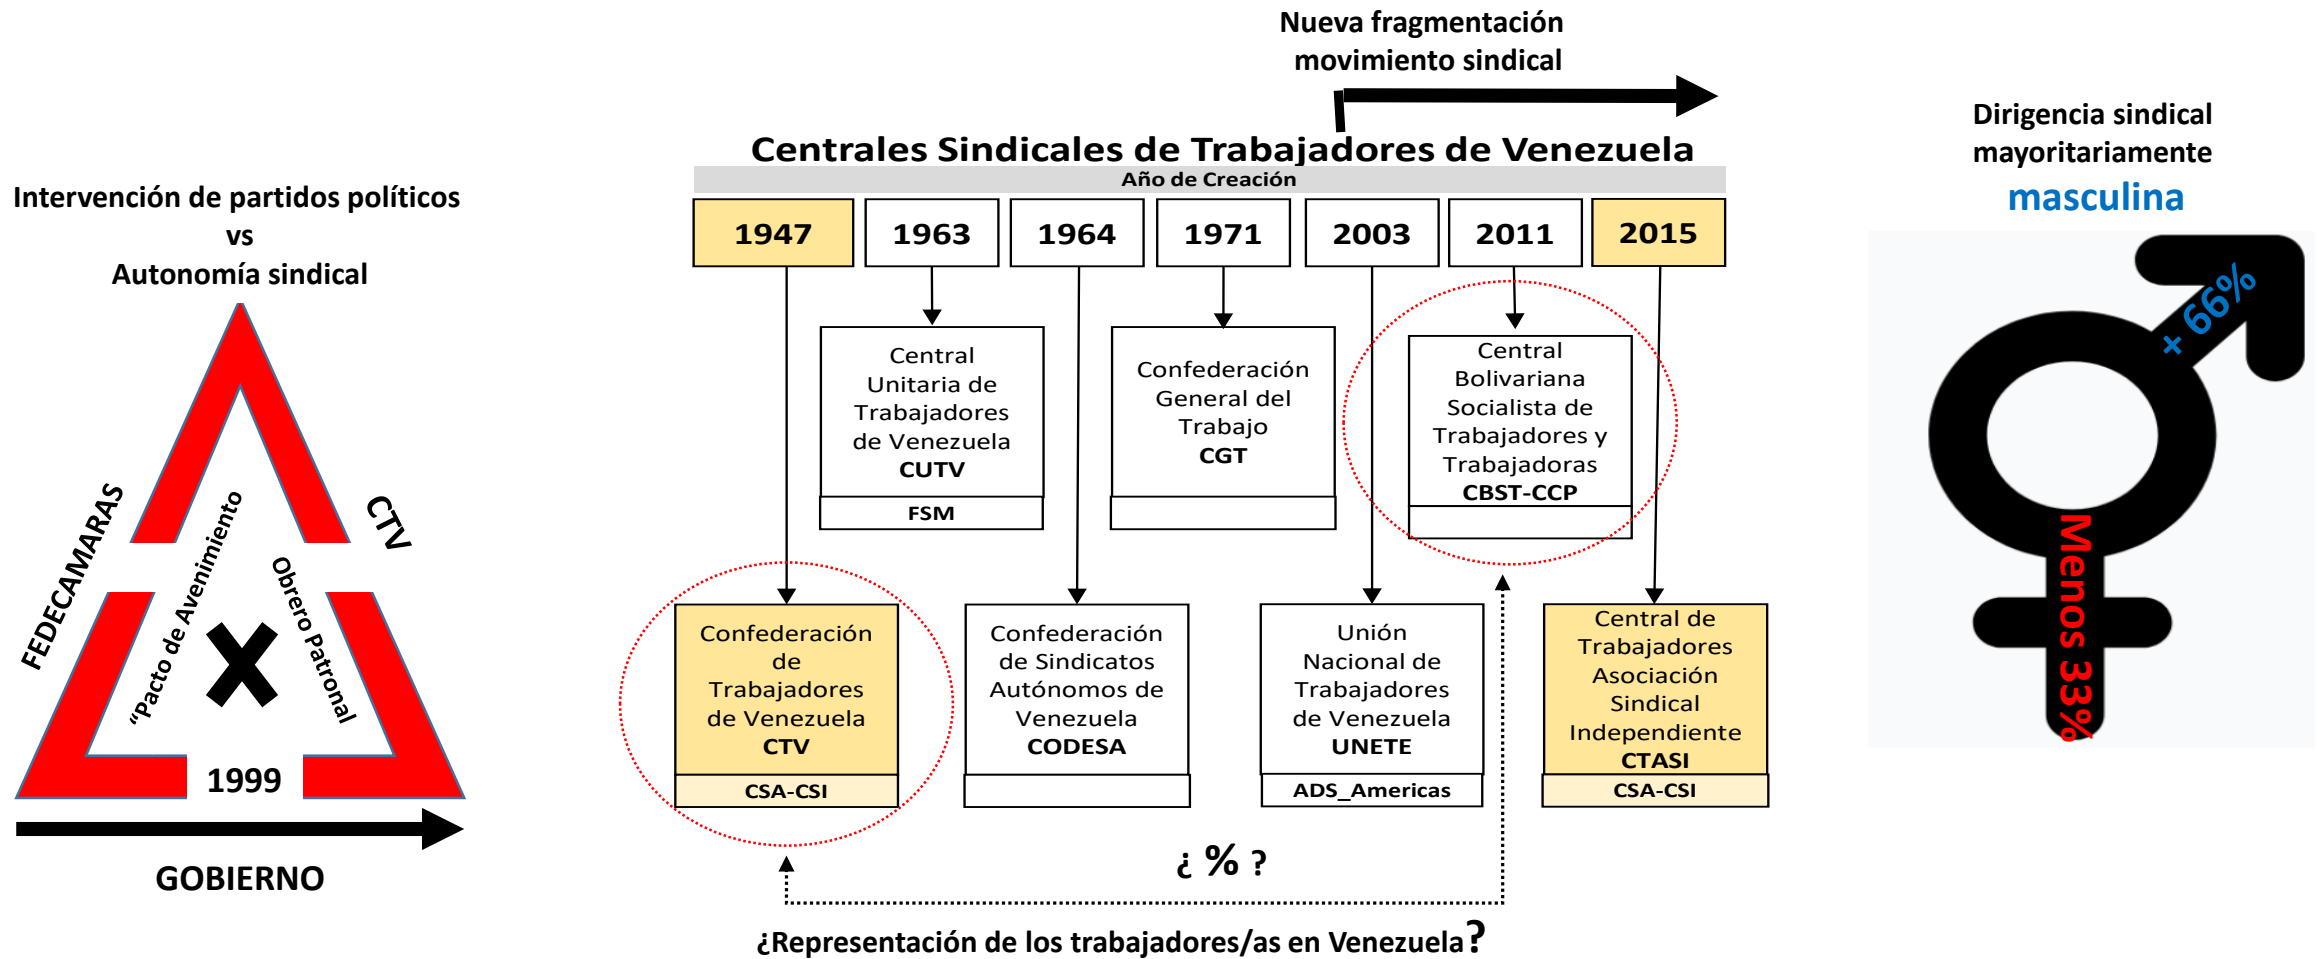 Nueva fragmentación
movimiento sindical
Intervención de partidos políticos
vs
Autonomía sindical
FEDECAMARAS
CTV
“Pacto de Avenimiento
Obrero Patronal
1999
GOBIERNO
Centrales Sindicales de Trabajadores de Venezuela
Año de Creación
1947
1963
1964
1971
2003
2011
2015
Central
Unitaria de
Trabajadores
de Venezuela
CUTV
FSM
Confederación
General del
Trabajo
CGT
Central
Bolivariana
Socialista de
Trabajadores y
Trabajadoras
CBST-CCP
Confederación
de
Trabajadores
de Venezuela
CTV
CSA-CSI
Confederación
de Sindicatos
Autónomos de
Venezuela
CODESA
Unión
Nacional de
Trabajadores
de Venezuela
UNETE
ADS_Americas
Central de
Trabajadores
Asociación
Sindical
Independiente
CTASI
CSA-CSI
¿ % ?
¿Representación de los trabajadores/as en Venezuela?
Dirigencia sindical
mayoritariamente
masculina
+ 66%
Menos 33%